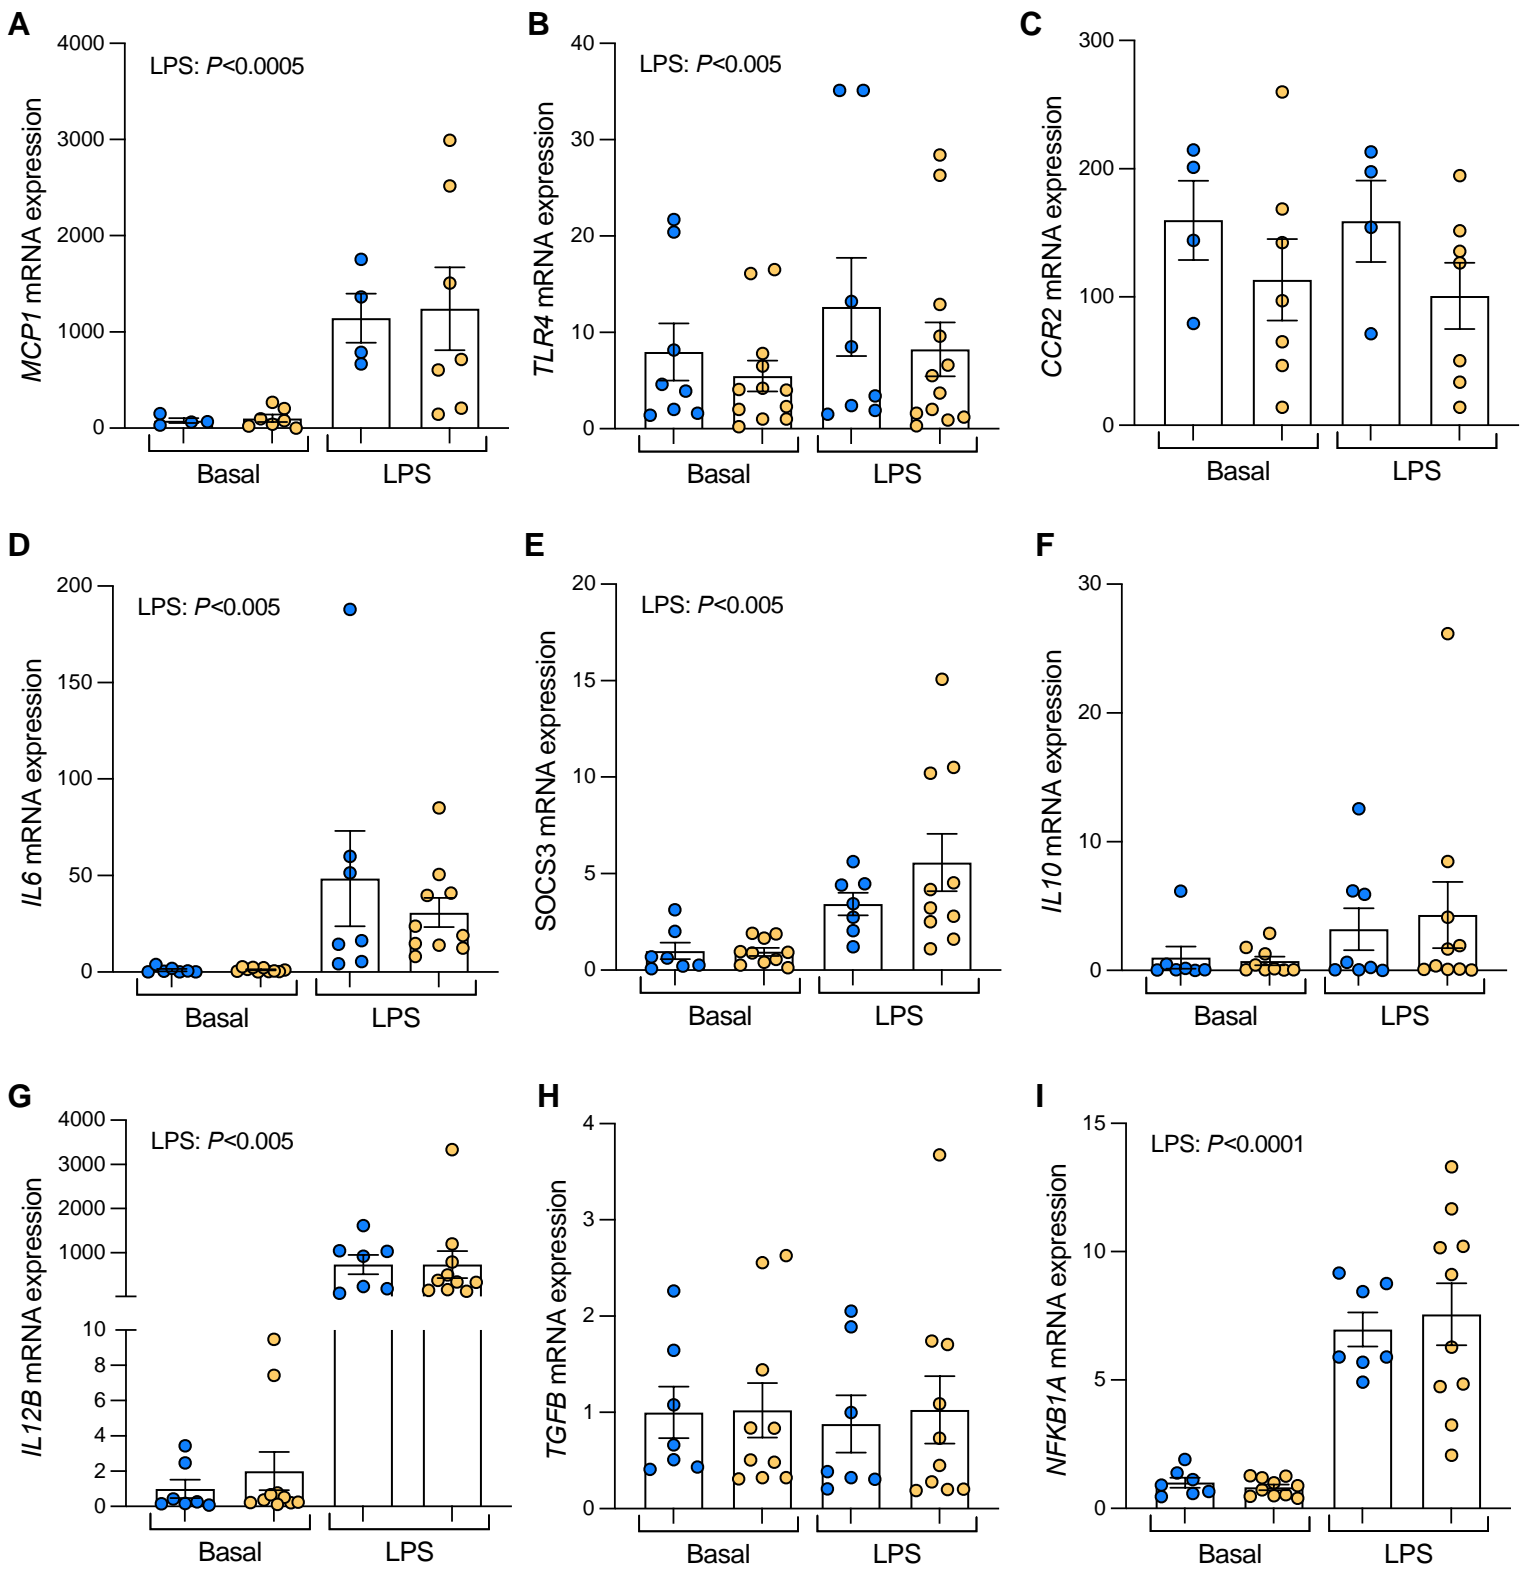 A
MCP1 mRNA expression
4000
3000
2000
1000
0
LPS: P<0.0005
Basal
LPS
B
TLR4 mRNA expression
40
30
20
10
0
LPS: P<0.005
Basal
LPS
C
CCR2 mRNA expression
300
200
100
0
Basal
LPS
D
IL6 mRNA expression
200
150
100
50
0
LPS: P<0.005
Basal
LPS
E
SOCS3 mRNA expression
20
15
10
5
0
LPS: P<0.005
Basal
LPS
F
IL10 mRNA expression
30
20
10
0
Basal
LPS
G
IL12B mRNA expression
4000
3000
2000
1000
10
8
6
4
2
0
LPS: P<0.005
Basal
LPS
H
TGFB mRNA expression
4
3
2
1
0
Basal
LPS
I
NFKB1A mRNA expression
15
10
5
0
LPS: P<0.0001
Basal
LPS